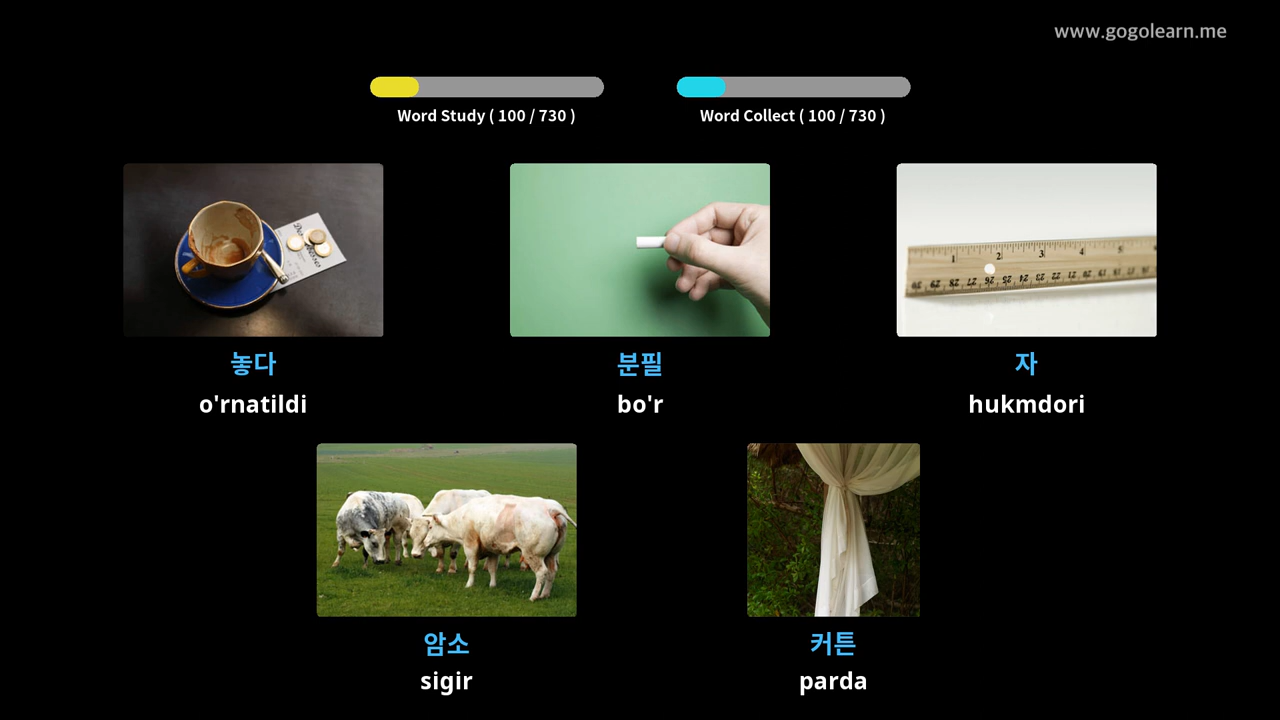 www.gogolearn.me
Word Study ( 100 / 730 )
Word Collect ( 100 / 730 )
놓다
o'rnatildi
분필
bo'r
자
hukmdori
암소
sigir
커튼
parda